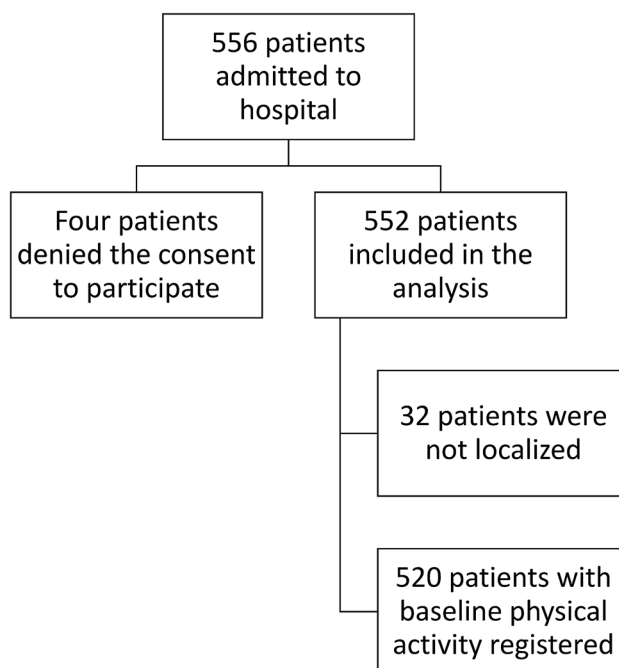 556 patients
admitted to
hospital
Four patients
denied the consent
to participate
552 patients
included in the
analysis
32 patients were
not localized
520 patients with
baseline physical
activity registered